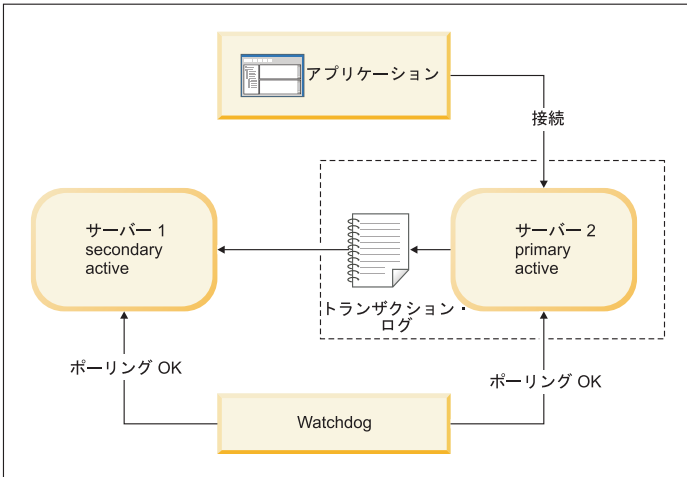 アプリケーション
接続
サーバー 1
secondary
active
サーバー 2
primary
active
トランザクション・
ログ
ポーリング OK
ポーリング OK
Watchdog